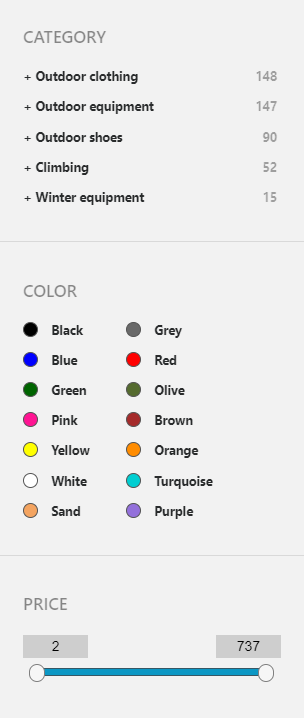 CATEGORY
+ Outdoor clothing 148
+ Outdoor equipment 147
+ Outdoor shoes 90
+ Climbing 52
+ Winter equipment 15
COLOR
Black Grey
Blue Red
Green Olive
Pink Brown
Yellow Orange
White Turquoise
Sand Purple
PRICE
2 737